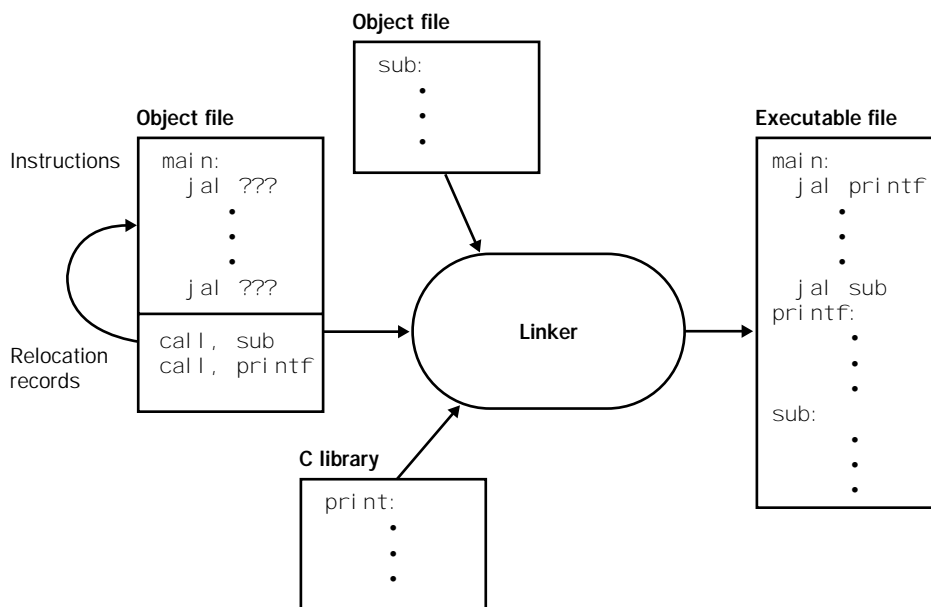 Object file
sub:
Object file
Instructions
main:
jal ???
jal ???
Relocation
records
call, sub
call, printf
Linker
C library
print:
Executable file
main:
jal printf
jal sub
printf:
sub: